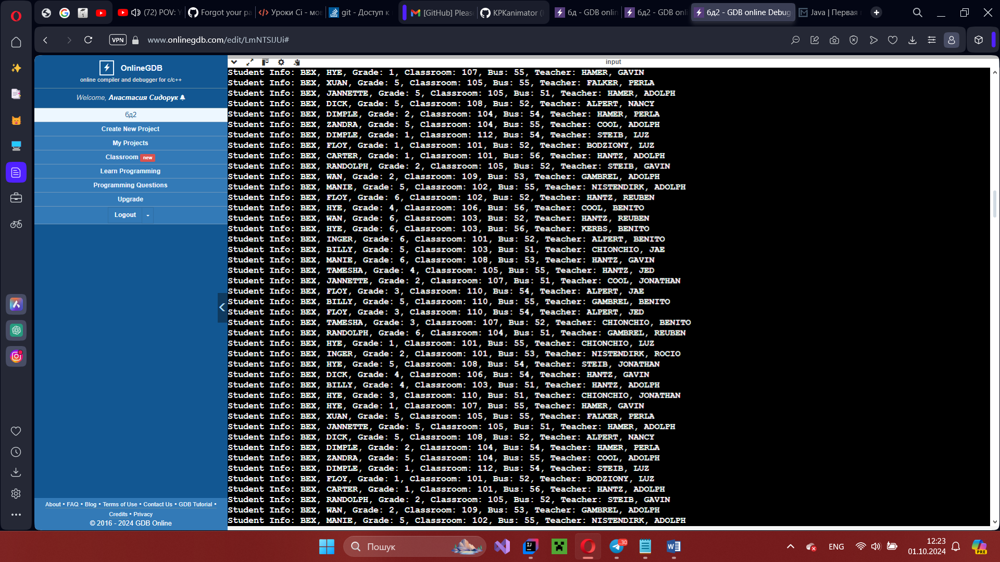 (72) POV: Y
Forgot your pa
Уроки Сі - мо
git - Доступ к
[GitHub] Pleas
KPKanimator (
бд - GDB onlin
бд2 - GDB onl
бд2 - GDB online Debug
Java | Первая
VPN www.onlinegdb.com/edit/LmNTSIJUi#
OnlineGDB
online compiler and debugger for c/c++
Welcome, Анастасия Сидорук
бд2
Create New Project
My Projects
Classroom new
Learn Programming
Programming Questions
Upgrade
Logout
About • FAQ • Blog • Terms of Use • Contact Us • GDB Tutorial •
Credits • Privacy
© 2016 - 2024 GDB Online
input
Student Info: BEX, HYE, Grade: 1, Classroom: 107, Bus: 55, Teacher: HAMER, GAVIN
Student Info: BEX, XUAN, Grade: 5, Classroom: 105, Bus: 55, Teacher: FALKER, PERLA
Student Info: BEX, JANNETTE, Grade: 5, Classroom: 105, Bus: 51, Teacher: HAMER, ADOLPH
Student Info: BEX, DICK, Grade: 5, Classroom: 108, Bus: 52, Teacher: ALPERT, NANCY
Student Info: BEX, DIMPLE, Grade: 2, Classroom: 104, Bus: 54, Teacher: HAMER, PERLA
Student Info: BEX, ZANDRA, Grade: 5, Classroom: 104, Bus: 55, Teacher: COOL, ADOLPH
Student Info: BEX, DIMPLE, Grade: 1, Classroom: 112, Bus: 54, Teacher: STEIB, LUZ
Student Info: BEX, FLOY, Grade: 1, Classroom: 101, Bus: 52, Teacher: BODZIONY, LUZ
Student Info: BEX, CARTER, Grade: 1, Classroom: 101, Bus: 56, Teacher: HANTZ, ADOLPH
Student Info: BEX, RANDOLPH, Grade: 2, Classroom: 105, Bus: 52, Teacher: STEIB, GAVIN
Student Info: BEX, WAN, Grade: 2, Classroom: 109, Bus: 53, Teacher: GAMBREL, ADOLPH
Student Info: BEX, MANIE, Grade: 5, Classroom: 102, Bus: 55, Teacher: NISTENDIRK, ADOLPH
Student Info: BEX, FLOY, Grade: 6, Classroom: 102, Bus: 52, Teacher: HANTZ, REUBEN
Student Info: BEX, HYE, Grade: 4, Classroom: 106, Bus: 56, Teacher: COOL, BENITO
Student Info: BEX, WAN, Grade: 6, Classroom: 103, Bus: 52, Teacher: HANTZ, REUBEN
Student Info: BEX, HYE, Grade: 6, Classroom: 103, Bus: 56, Teacher: KERBS, BENITO
Student Info: BEX, INGER, Grade: 6, Classroom: 101, Bus: 52, Teacher: ALPERT, BENITO
Student Info: BEX, BILLY, Grade: 5, Classroom: 103, Bus: 51, Teacher: CHIONCHIO, JAE
Student Info: BEX, MANIE, Grade: 6, Classroom: 108, Bus: 53, Teacher: HANTZ, GAVIN
Student Info: BEX, TAMESHA, Grade: 4, Classroom: 105, Bus: 55, Teacher: HANTZ, JED
Student Info: BEX, JANNETTE, Grade: 2, Classroom: 107, Bus: 51, Teacher: COOL, JONATHAN
Student Info: BEX, FLOY, Grade: 3, Classroom: 110, Bus: 54, Teacher: ALPERT, JAE
Student Info: BEX, BILLY, Grade: 5, Classroom: 110, Bus: 55, Teacher: GAMBREL, BENITO
Student Info: BEX, FLOY, Grade: 3, Classroom: 110, Bus: 54, Teacher: ALPERT, JED
Student Info: BEX, TAMESHA, Grade: 3, Classroom: 107, Bus: 52, Teacher: CHIONCHIO, BENITO
Student Info: BEX, RANDOLPH, Grade: 6, Classroom: 104, Bus: 51, Teacher: GAMBREL, REUBEN
Student Info: BEX, HYE, Grade: 1, Classroom: 101, Bus: 55, Teacher: CHIONCHIO, LUZ
Student Info: BEX, INGER, Grade: 2, Classroom: 101, Bus: 53, Teacher: NISTENDIRK, ROCIO
Student Info: BEX, HYE, Grade: 5, Classroom: 108, Bus: 54, Teacher: STEIB, JONATHAN
Student Info: BEX, DICK, Grade: 4, Classroom: 106, Bus: 54, Teacher: HANTZ, GAVIN
Student Info: BEX, BILLY, Grade: 4, Classroom: 103, Bus: 51, Teacher: HANTZ, ADOLPH
Student Info: BEX, HYE, Grade: 3, Classroom: 110, Bus: 51, Teacher: CHIONCHIO, JONATHAN
Student Info: BEX, HYE, Grade: 1, Classroom: 107, Bus: 55, Teacher: HAMER, GAVIN
Student Info: BEX, XUAN, Grade: 5, Classroom: 105, Bus: 55, Teacher: FALKER, PERLA
Student Info: BEX, JANNETTE, Grade: 5, Classroom: 105, Bus: 51, Teacher: HAMER, ADOLPH
Student Info: BEX, DICK, Grade: 5, Classroom: 108, Bus: 52, Teacher: ALPERT, NANCY
Student Info: BEX, DIMPLE, Grade: 2, Classroom: 104, Bus: 54, Teacher: HAMER, PERLA
Student Info: BEX, ZANDRA, Grade: 5, Classroom: 104, Bus: 55, Teacher: COOL, ADOLPH
Student Info: BEX, DIMPLE, Grade: 1, Classroom: 112, Bus: 54, Teacher: STEIB, LUZ
Student Info: BEX, FLOY, Grade: 1, Classroom: 101, Bus: 52, Teacher: BODZIONY, LUZ
Student Info: BEX, CARTER, Grade: 1, Classroom: 101, Bus: 56, Teacher: HANTZ, ADOLPH
Student Info: BEX, RANDOLPH, Grade: 2, Classroom: 105, Bus: 52, Teacher: STEIB, GAVIN
Student Info: BEX, WAN, Grade: 2, Classroom: 109, Bus: 53, Teacher: GAMBREL, ADOLPH
Student Info: BEX, MANIE, Grade: 5, Classroom: 102, Bus: 55, Teacher: NISTENDIRK, ADOLPH
Пошук
30
ENG
12:23
01.10.2024
PRE